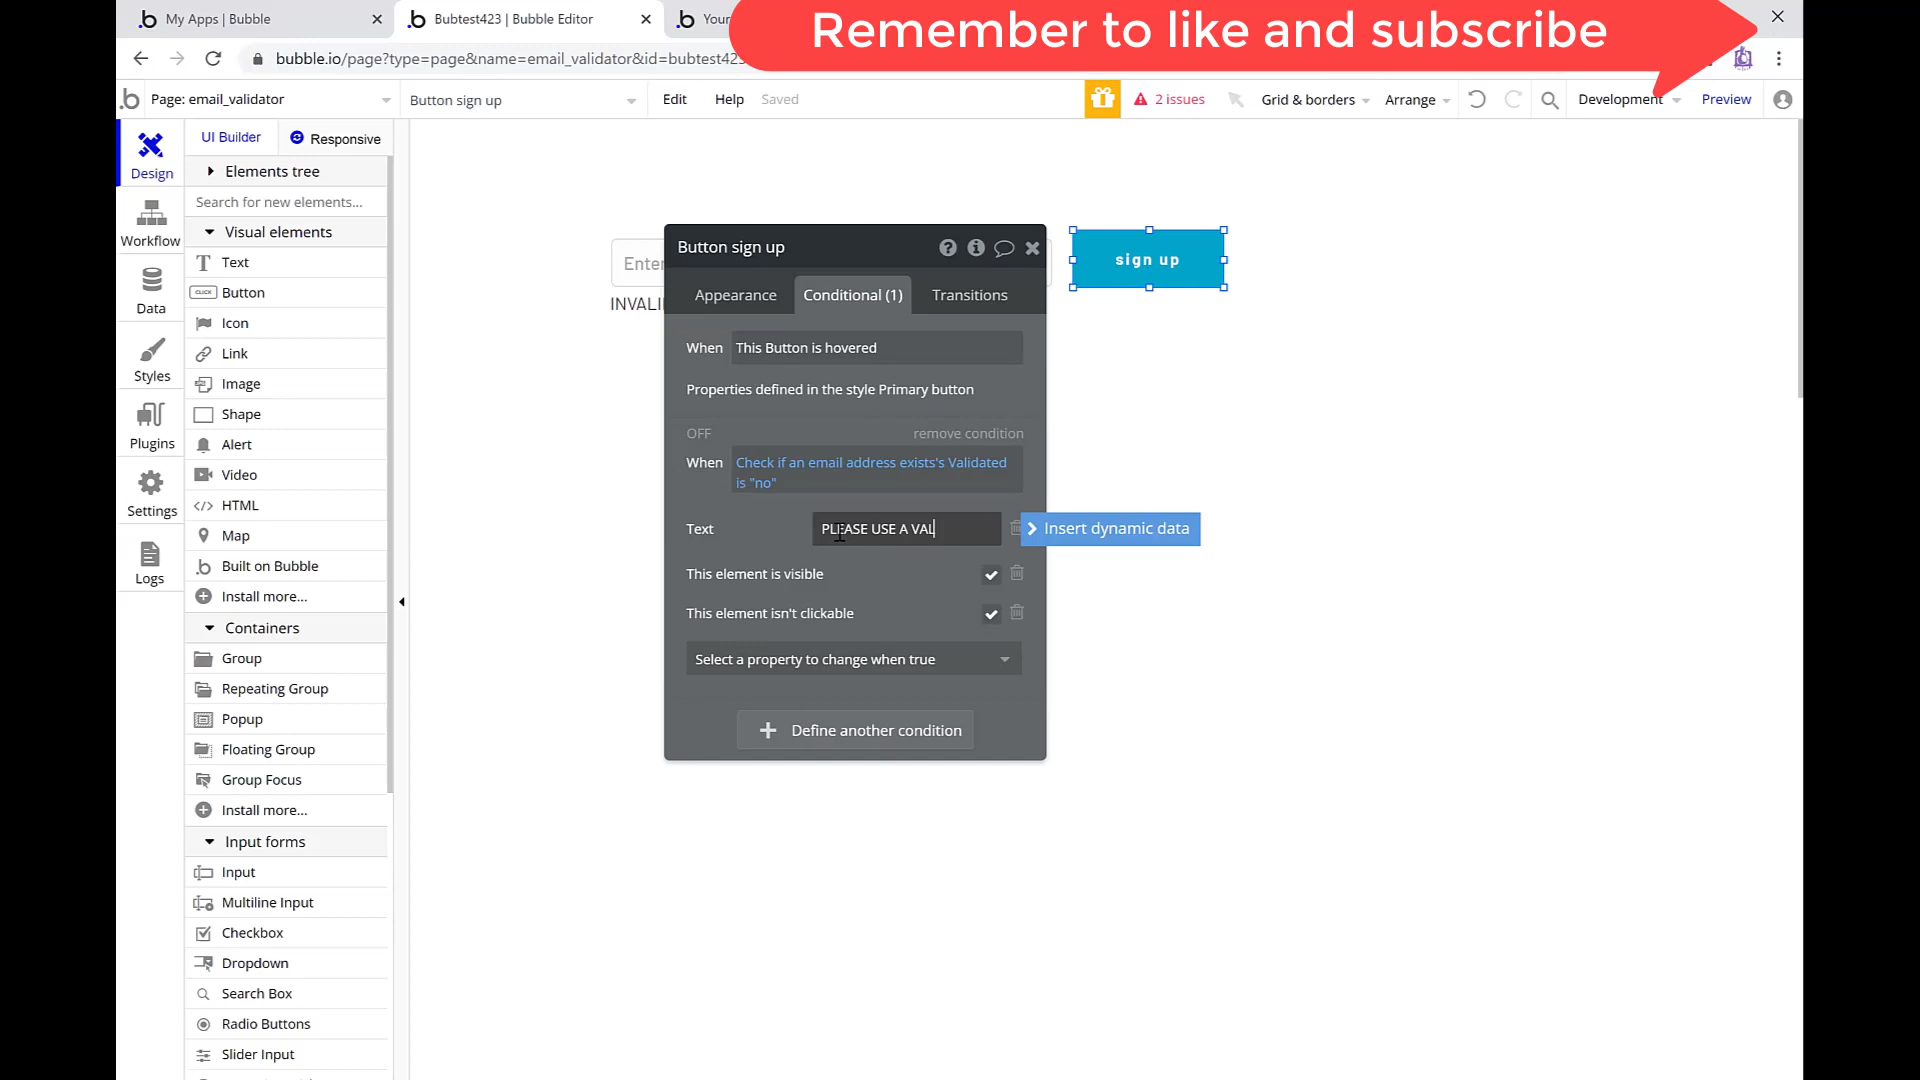 My Apps | Bubble
Bubtest423 | Bubble Editor
Your
Remember to like and subscribe
bubble.io/page?type=page&name=email_validator&id=bubtest423
Page: email_validator
Button sign up
Edit
Help
Saved
2 issues
Grid & borders
Arrange
Development
Preview
UI Builder
Responsive
Design
Workflow
Data
Styles
Plugins
Settings
Logs
Elements tree
Search for new elements...
Visual elements
Text
Button
Icon
Link
Image
Shape
Alert
Video
HTML
Map
Built on Bubble
Install more...
Containers
Group
Repeating Group
Popup
Floating Group
Group Focus
Install more...
Input forms
Input
Multiline Input
Checkbox
Dropdown
Search Box
Radio Buttons
Slider Input
Enter
INVALI
sign up
Button sign up
Appearance
Conditional (1)
Transitions
When
This Button is hovered
Properties defined in the style Primary button
OFF
remove condition
When
Check if an email address exists's Validated
is "no"
Text
PLEASE USE A VAL
Insert dynamic data
This element is visible
This element isn't clickable
Select a property to change when true
Define another condition